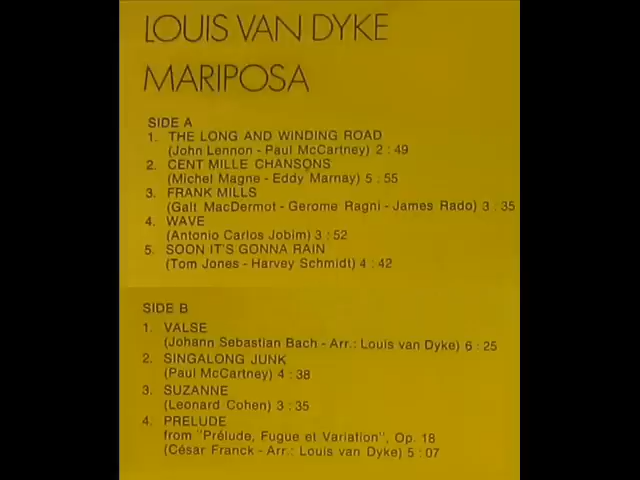 LOUIS VAN DYKE
MARIPOSA
SIDE A
1. THE LONG AND WINDING ROAD
(John Lennon - Paul McCartney) 2 : 49
2. CENT MILLE CHANSONS
(Michel Magne - Eddy Marnay) 5 : 55
3. FRANK MILLS
(Galt MacDermot - Gerome Ragni - James Rado) 3 : 35
4. WAVE
(Antonio Carlos Jobim) 3 : 52
5. SOON IT'S GONNA RAIN
(Tom Jones - Harvey Schmidt) 4 : 42
SIDE B
1. VALSE
(Johann Sebastian Bach - Arr.: Louis van Dyke) 6 : 25
2. SINGALONG JUNK
(Paul McCartney) 4 : 38
3. SUZANNE
(Leonard Cohen) 3 : 35
4. PRELUDE
from "Prélude, Fugue et Variation", Op. 18
(César Franck - Arr.: Louis van Dyke) 5 : 07